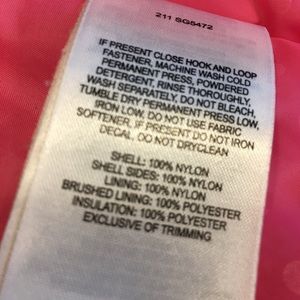 211 SG5472
IF PRESENT CLOSE HOOK AND LOOP
FASTENER, MACHINE WASH COLD
PERMANENT PRESS, POWDERED
DETERGENT, RINSE THOROUGHLY,
WASH SEPARATELY, DO NOT BLEACH,
TUMBLE DRY PERMANENT PRESS LOW,
IRON LOW, DO NOT USE FABRIC
SOFTENER, IF PRESENT DO NOT IRON
DECAL, DO NOT DRYCLEAN
SHELL: 100% NYLON
SHELL SIDES: 100% NYLON
LINING: 100% NYLON
BRUSHED LINING: 100% POLYESTER
INSULATION: 100% POLYESTER
EXCLUSIVE OF TRIMMING